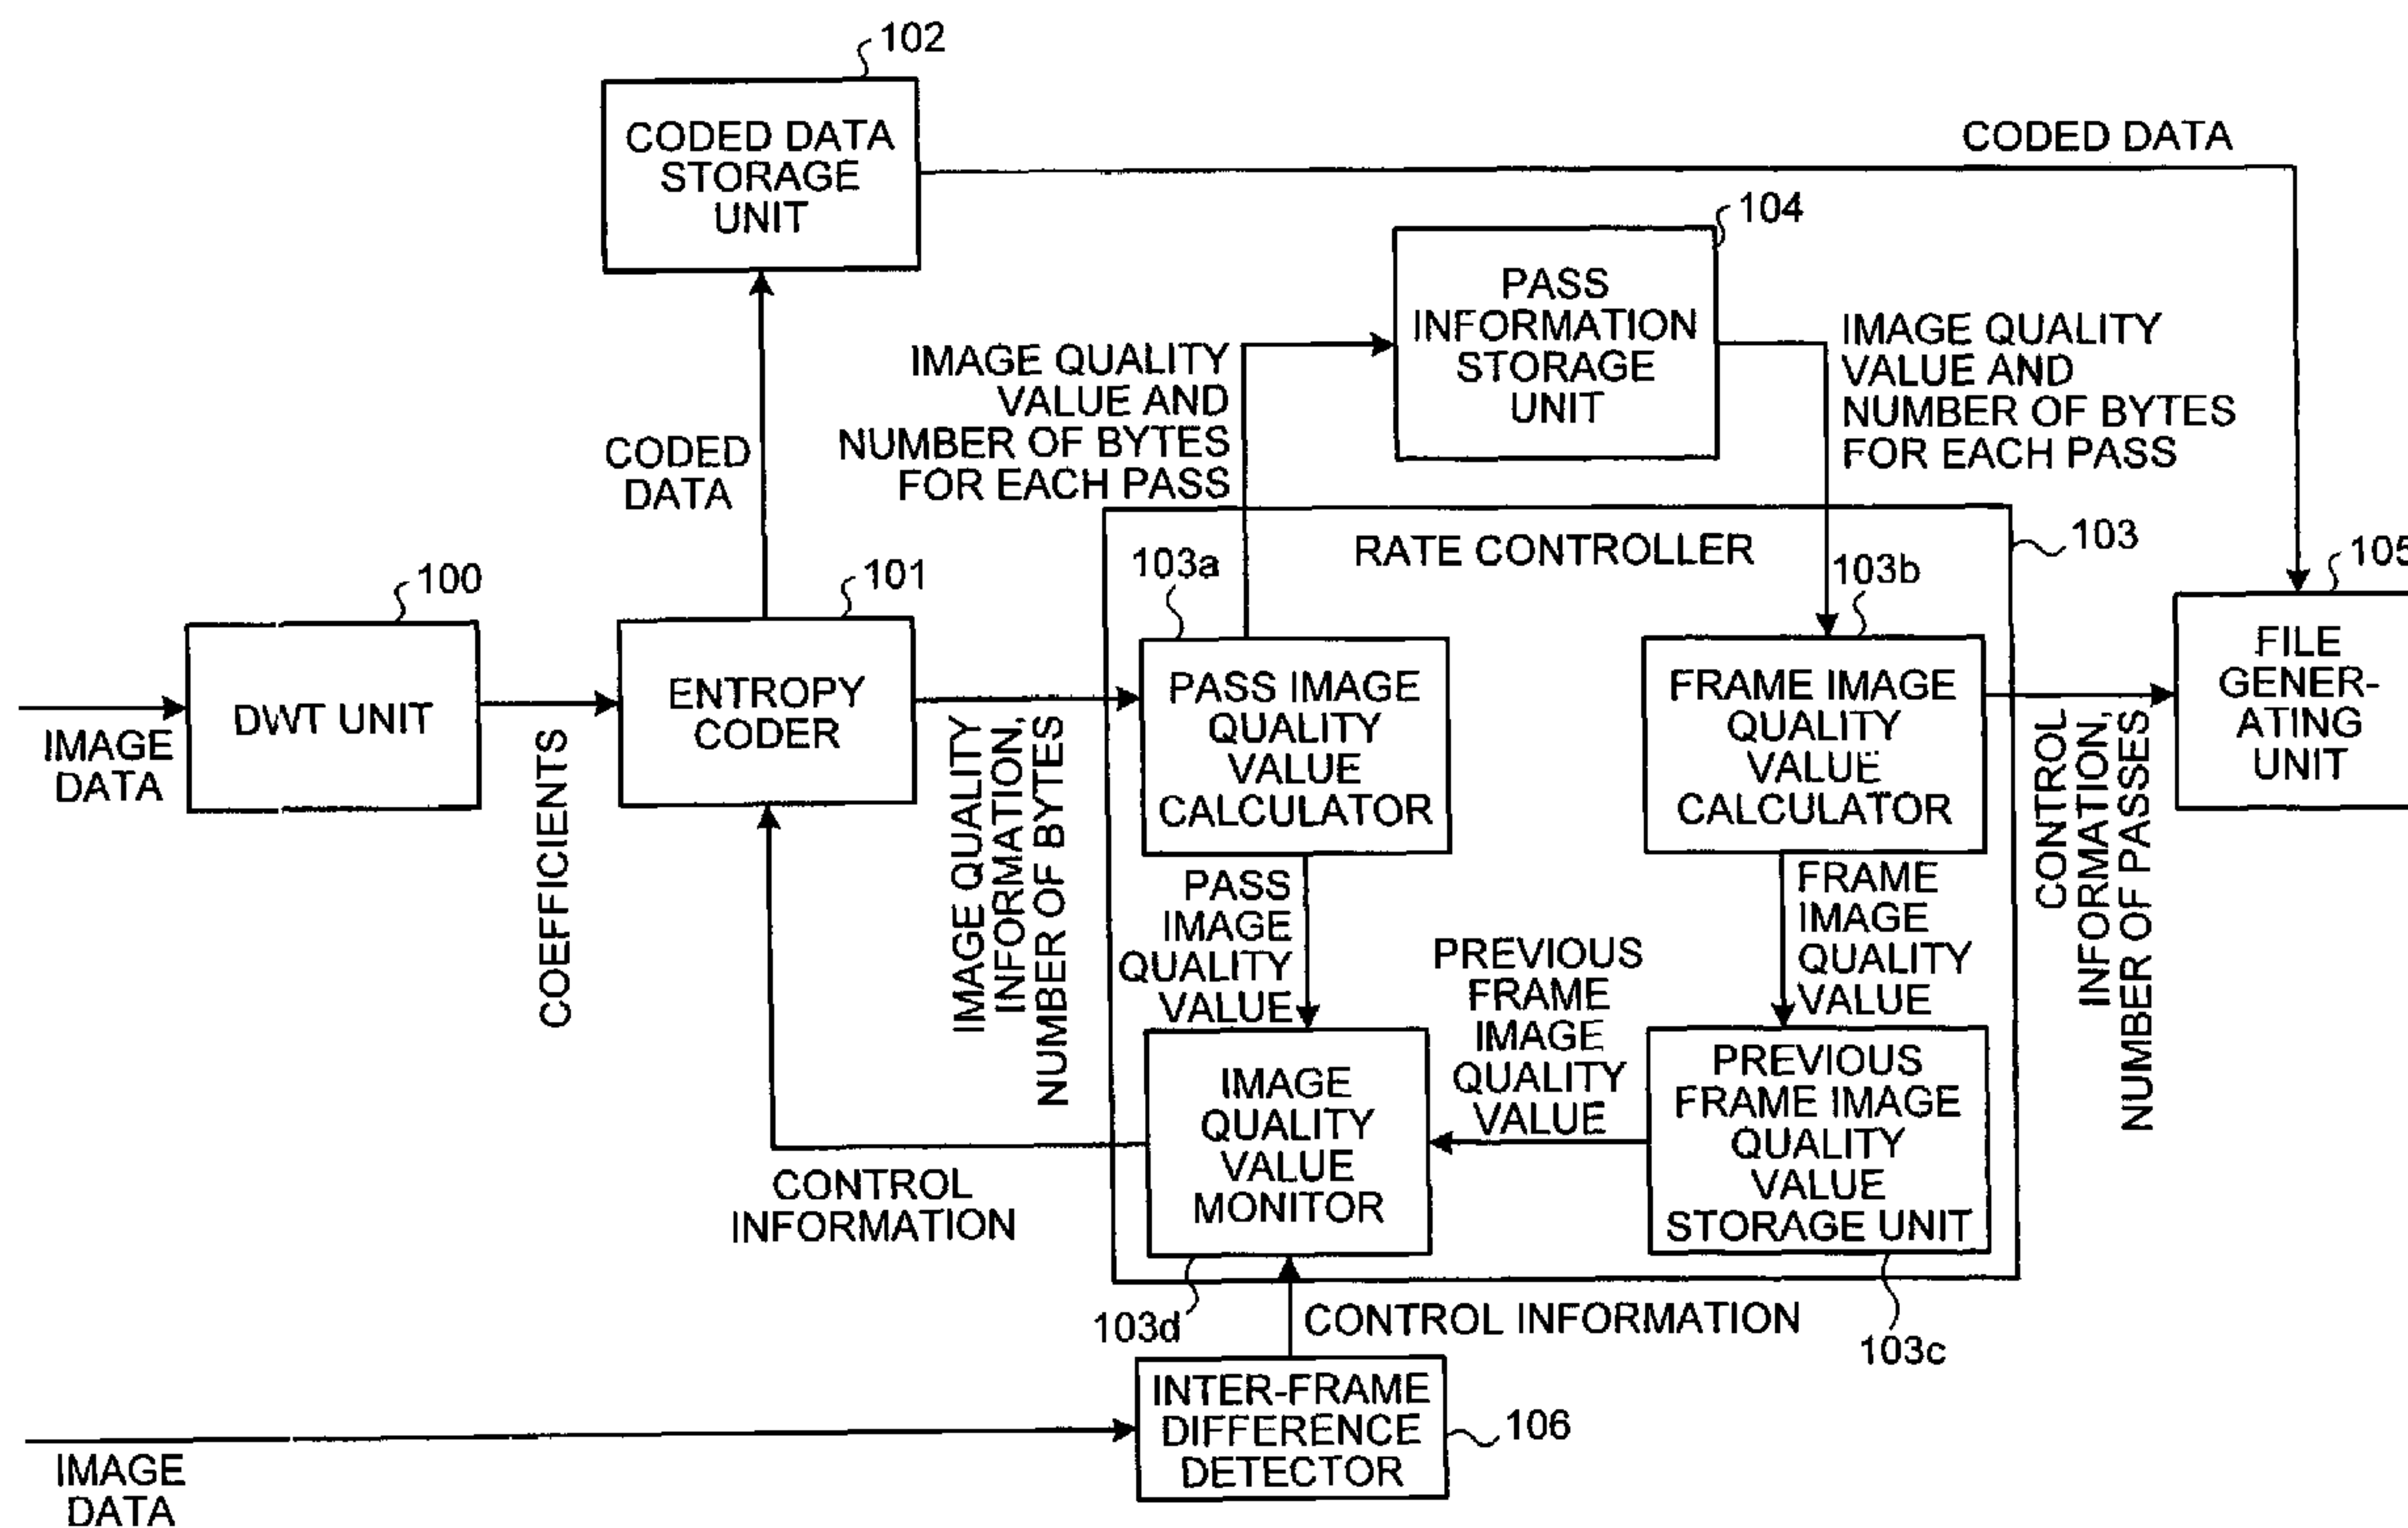 102
CODED DATA
STORAGE
UNIT
CODED DATA
104
PASS
INFORMATION
STORAGE
UNIT
IMAGE QUALITY
VALUE AND
NUMBER OF BYTES
FOR EACH PASS
IMAGE QUALITY
VALUE AND
NUMBER OF BYTES
FOR EACH PASS
CODED
DATA
RATE CONTROLLER
103
103a
103b
105
100
101
DWT UNIT
ENTROPY
CODER
PASS IMAGE
QUALITY
VALUE
CALCULATOR
FRAME IMAGE
QUALITY
VALUE
CALCULATOR
FILE
GENER-
ATING
UNIT
IMAGE
DATA
COEFFICIENTS
IMAGE QUALITY
INFORMATION,
NUMBER OF BYTES
CONTROL
INFORMATION,
NUMBER OF PASSES
PASS
IMAGE
QUALITY
VALUE
FRAME
IMAGE
QUALITY
VALUE
PREVIOUS
FRAME
IMAGE
QUALITY
VALUE
IMAGE
QUALITY
VALUE
MONITOR
PREVIOUS
FRAME IMAGE
QUALITY
VALUE
STORAGE UNIT
CONTROL
INFORMATION
103d
CONTROL INFORMATION
103c
INTER-FRAME
DIFFERENCE
DETECTOR
106
IMAGE
DATA